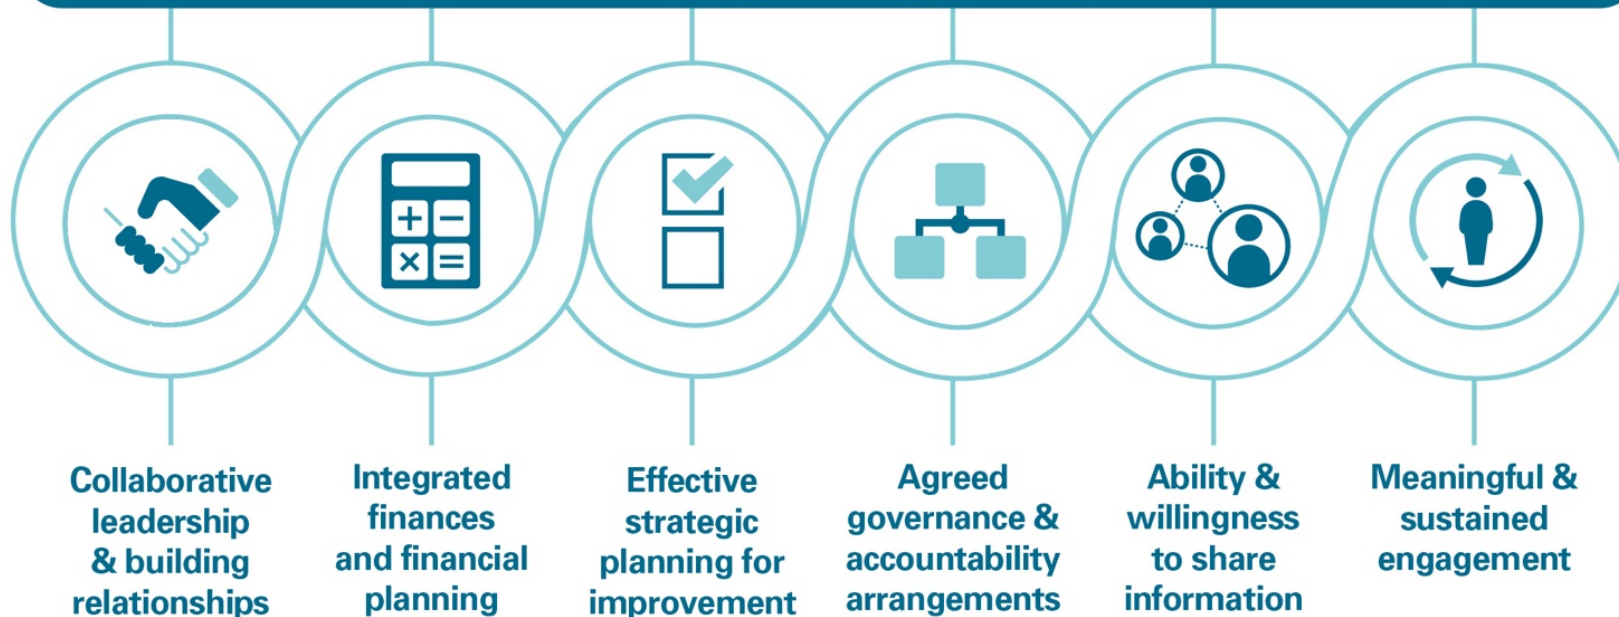 Collaborative
leadership
& building
relationships
Integrated
finances
and financial
planning
Effective
strategic
planning for
improvement
Agreed
governance &
accountability
arrangements
Ability &
willingness
to share
information
Meaningful &
sustained
engagement